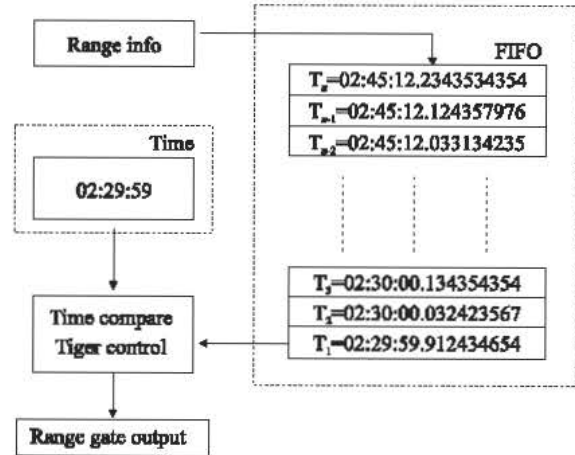 Range info
FIFO
Tₙ=02:45:12.2343534354
Tₙ₋₁=02:45:12.124357976
Tₙ₋₂=02:45:12.033134235
Time
02:29:59
T₃=02:30:00.134354354
T₂=02:30:00.032423567
T₁=02:29:59.912434654
Time compare
Tiger control
Range gate output